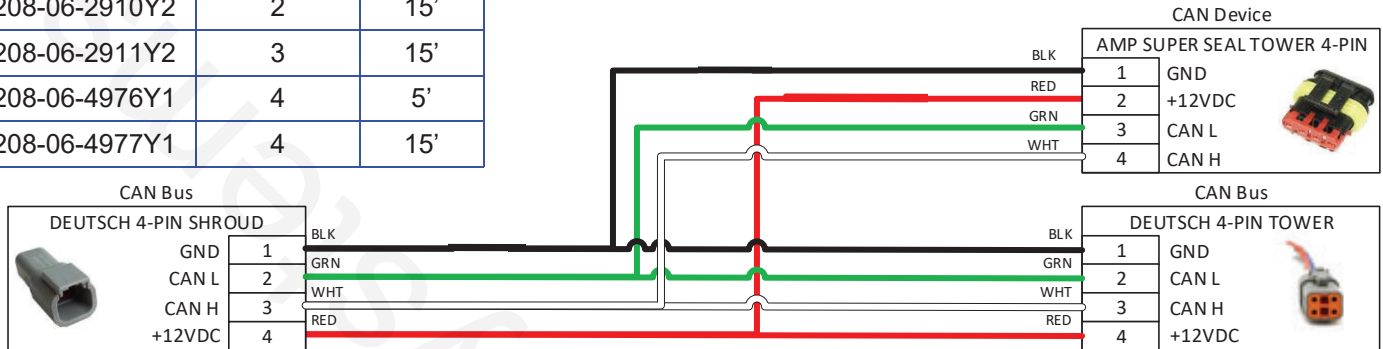 208-06-2910Y2 2 15'
208-06-2911Y2 3 15'
208-06-4976Y1 4 5'
208-06-4977Y1 4 15'
CAN Device
AMP SUPER SEAL TOWER 4-PIN
BLK 1 GND
RED 2 +12VDC
GRN 3 CAN L
WHT 4 CAN H
CAN Bus
DEUTSCH 4-PIN SHROUD
GND 1 BLK
CAN L 2 GRN
CAN H 3 WHT
+12VDC 4 RED
CAN Bus
DEUTSCH 4-PIN TOWER
BLK 1 GND
GRN 2 CAN L
WHT 3 CAN H
RED 4 +12VDC